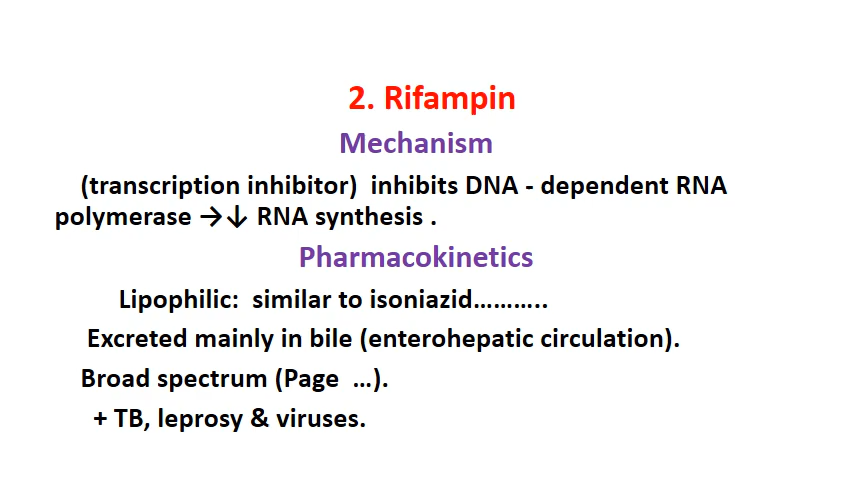 2. Rifampin
Mechanism
(transcription inhibitor)  inhibits DNA - dependent RNA
polymerase →↓ RNA synthesis .
Pharmacokinetics
Lipophilic:  similar to isoniazid………..
Excreted mainly in bile (enterohepatic circulation).
Broad spectrum (Page  …).
+ TB, leprosy & viruses.